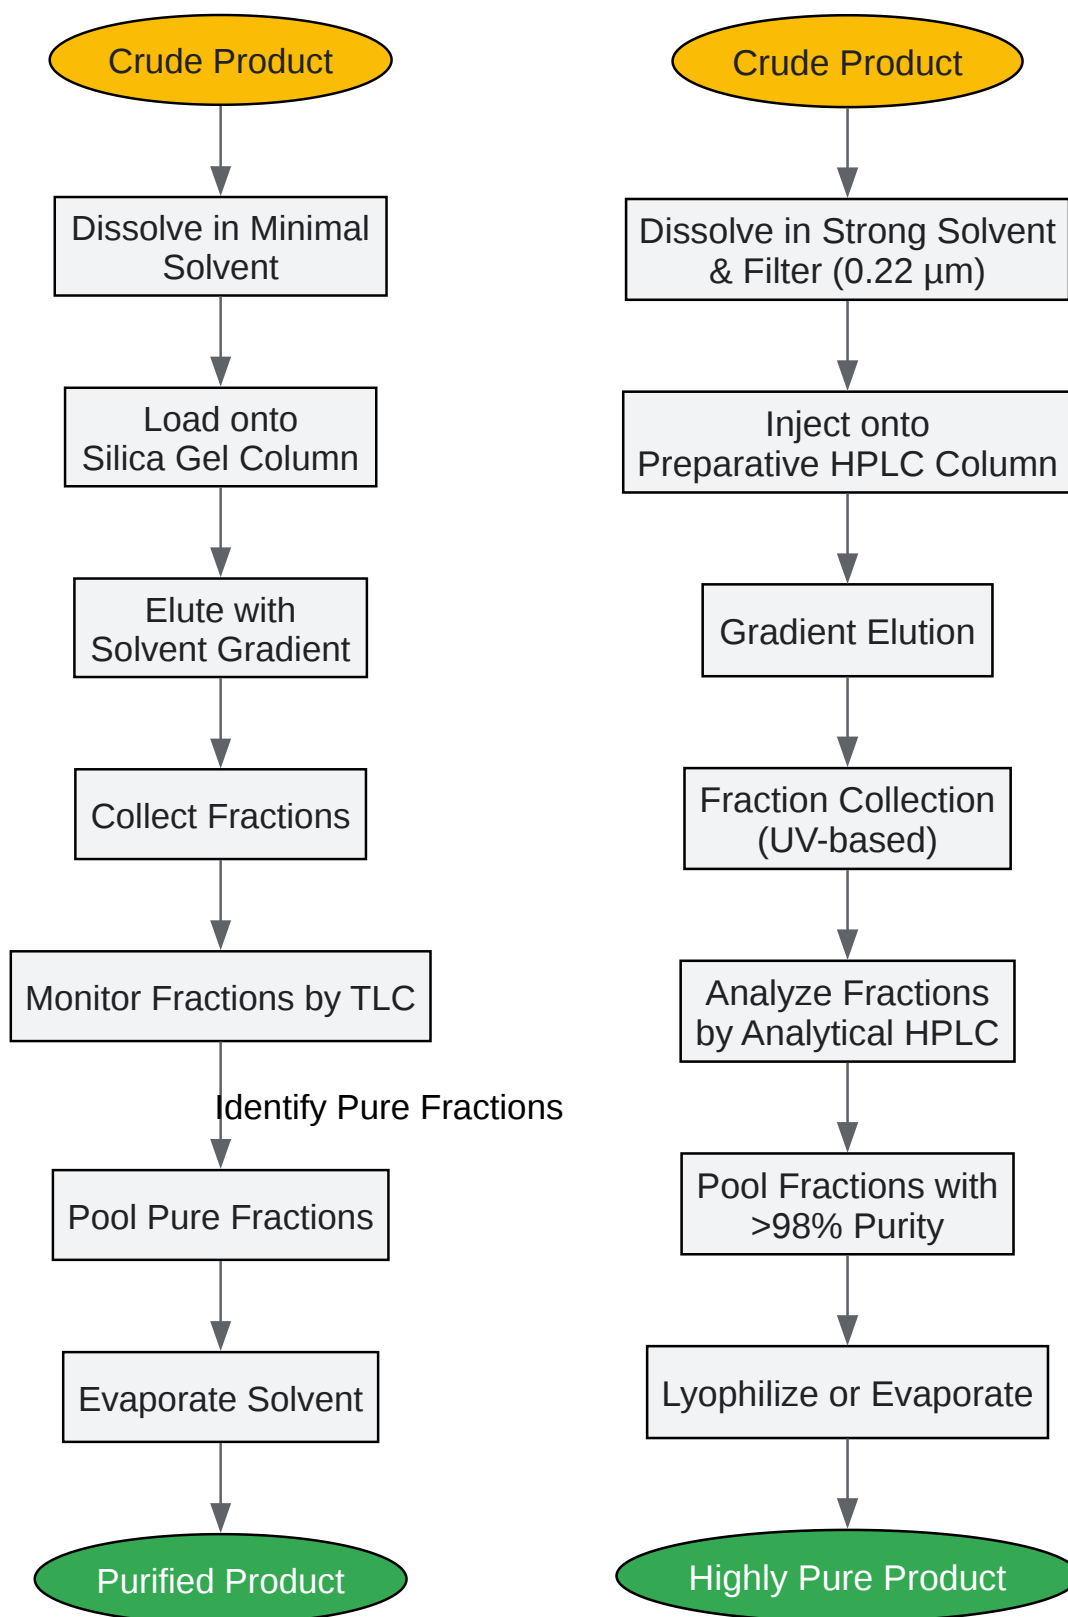 Crude Product
Dissolve in Minimal
Solvent
Load onto
Silica Gel Column
Elute with
Solvent Gradient
Collect Fractions
Monitor Fractions by TLC
Identify Pure Fractions
Pool Pure Fractions
Evaporate Solvent
Purified Product
Crude Product
Dissolve in Strong Solvent
& Filter (0.22 µm)
Inject onto
Preparative HPLC Column
Gradient Elution
Fraction Collection
(UV-based)
Analyze Fractions
by Analytical HPLC
Pool Fractions with
>98% Purity
Lyophilize or Evaporate
Highly Pure Product